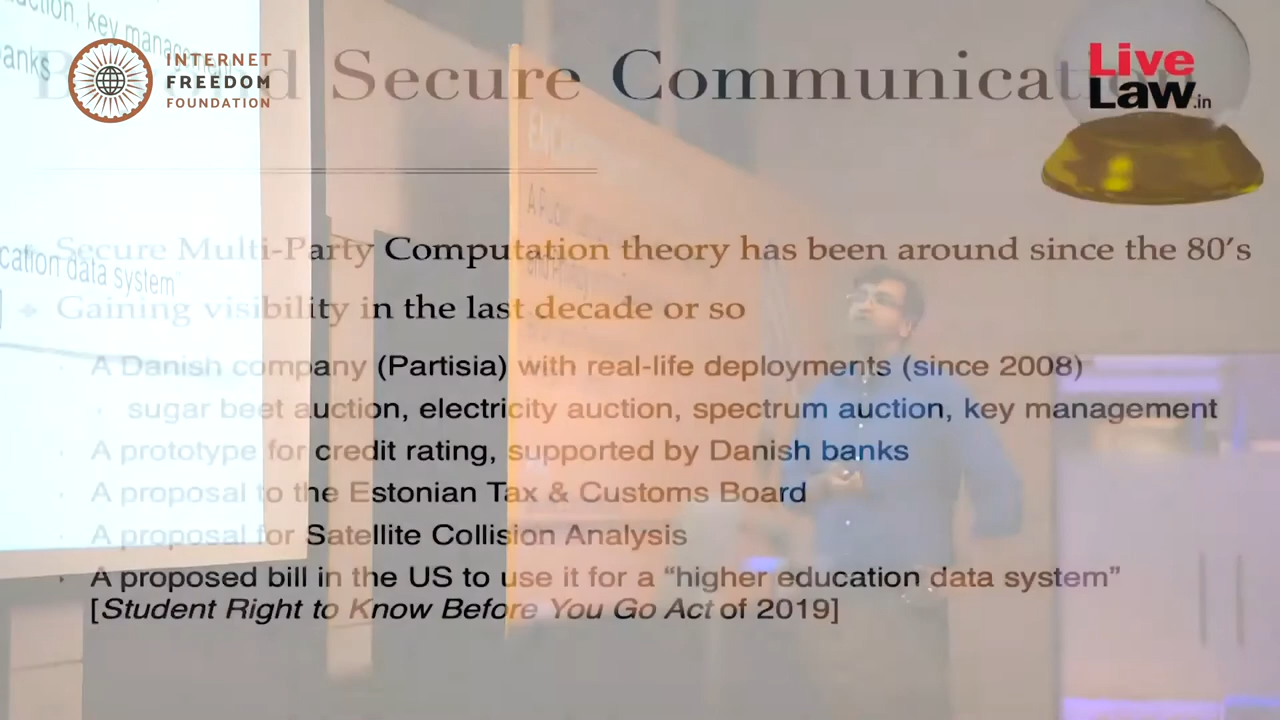 INTERNET
FREEDOM
FOUNDATION
Live
Law.in
Secure Communication
Secure Multi-Party Computation theory has been around since the 80's
Gaining visibility in the last decade or so
A Danish company (Partisia) with real-life deployments (since 2008)
sugar beet auction, electricity auction, spectrum auction, key management
A prototype for credit rating, supported by Danish banks
A proposal to the Estonian Tax & Customs Board
A proposal for Satellite Collision Analysis
A proposed bill in the US to use it for a “higher education data system”
[Student Right to Know Before You Go Act of 2019]
key management
banks
cation data system"